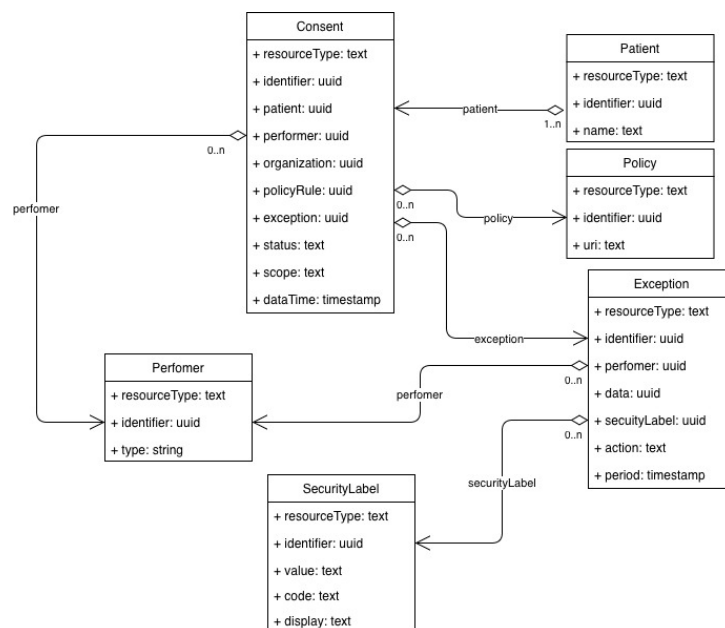 Consent
+ resourceType: text
+ identifier: uuid
+ patient: uuid
+ performer: uuid
+ organization: uuid
+ policyRule: uuid
+ exception: uuid
+ status: text
+ scope: text
+ dataTime: timestamp
Patient
+ resourceType: text
+ identifier: uuid
+ name: text
patient
1..n
0..n
perfomer
Policy
+ resourceType: text
+ identifier: uuid
+ uri: text
0..n
policy
0..n
exception
Exception
+ resourceType: text
+ identifier: uuid
+ perfomer: uuid
+ data: uuid
+ secuityLabel: uuid
+ action: text
+ period: timestamp
0..n
perfomer
0..n
securityLabel
Perfomer
+ resourceType: text
+ identifier: uuid
+ type: string
SecurityLabel
+ resourceType: text
+ identifier: uuid
+ value: text
+ code: text
+ display: text